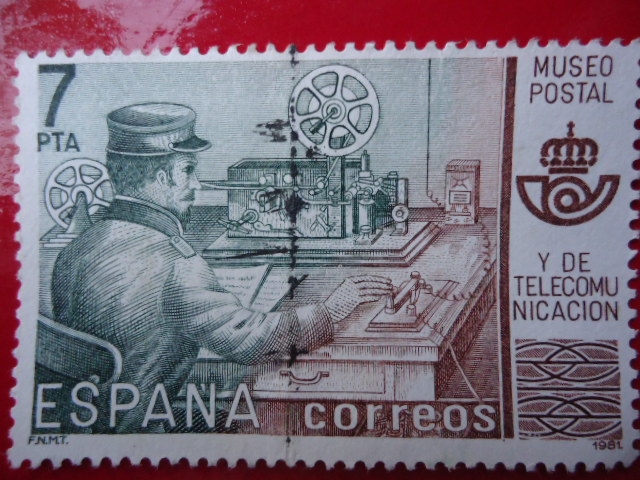 7
PTA
MUSEO
POSTAL
Y DE
TELECOMU
NICACION
ESPAÑA correos
F.N.M.T.
1981